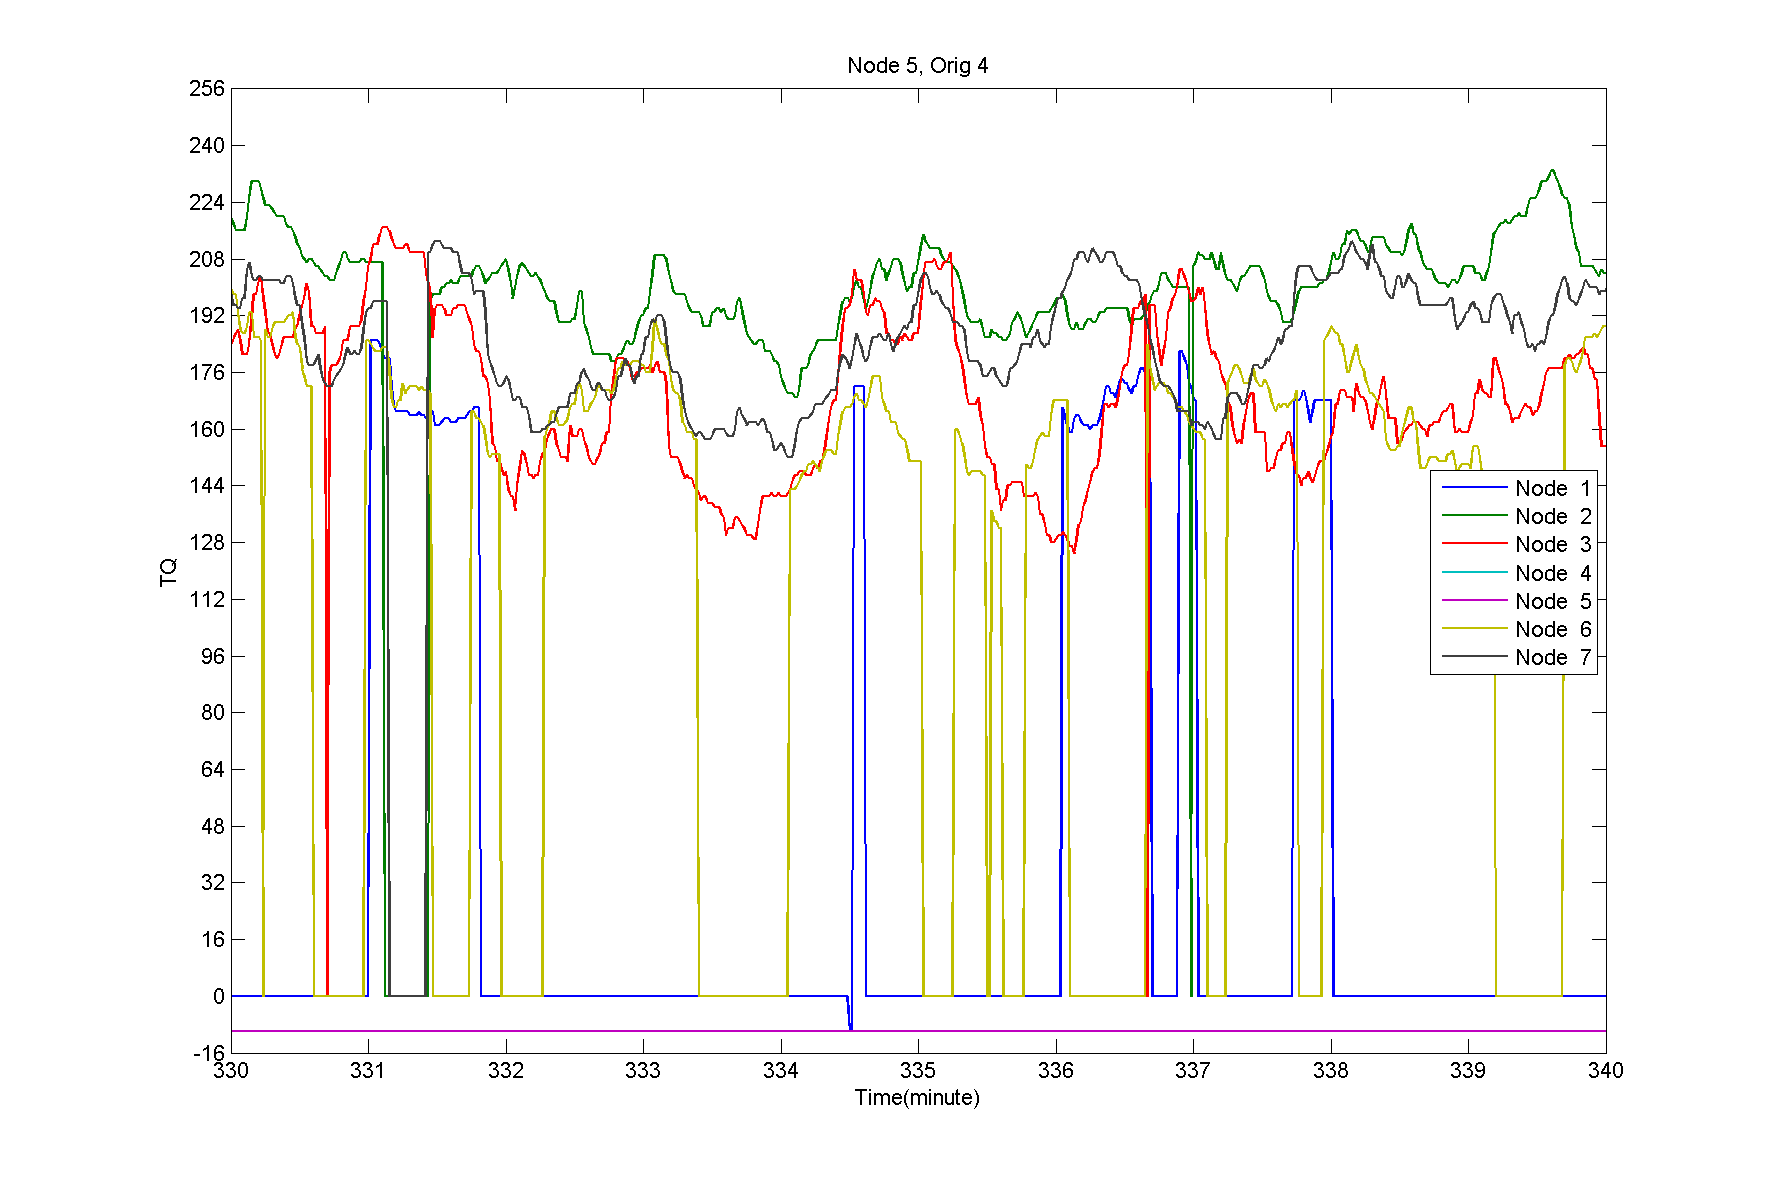 Node 5, Orig 4
256
240
224
208
192
176
160
144
128
112
96
80
64
48
32
16
0
-16
TQ
330 331 332 333 334 335 336 337 338 339 340
Time(minute)
Node 1
Node 2
Node 3
Node 4
Node 5
Node 6
Node 7